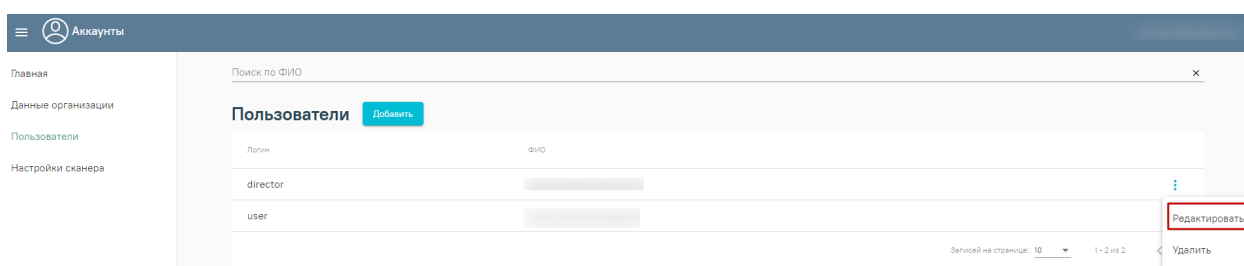 Аккаунты
Главная
Данные организации
Пользователи
Настройки сканера
Поиск по ФИО
Пользователи Добавить
Логин ФИО
director
user
Записей на странице: 10 1 - 2 из 2
Редактировать
Удалить